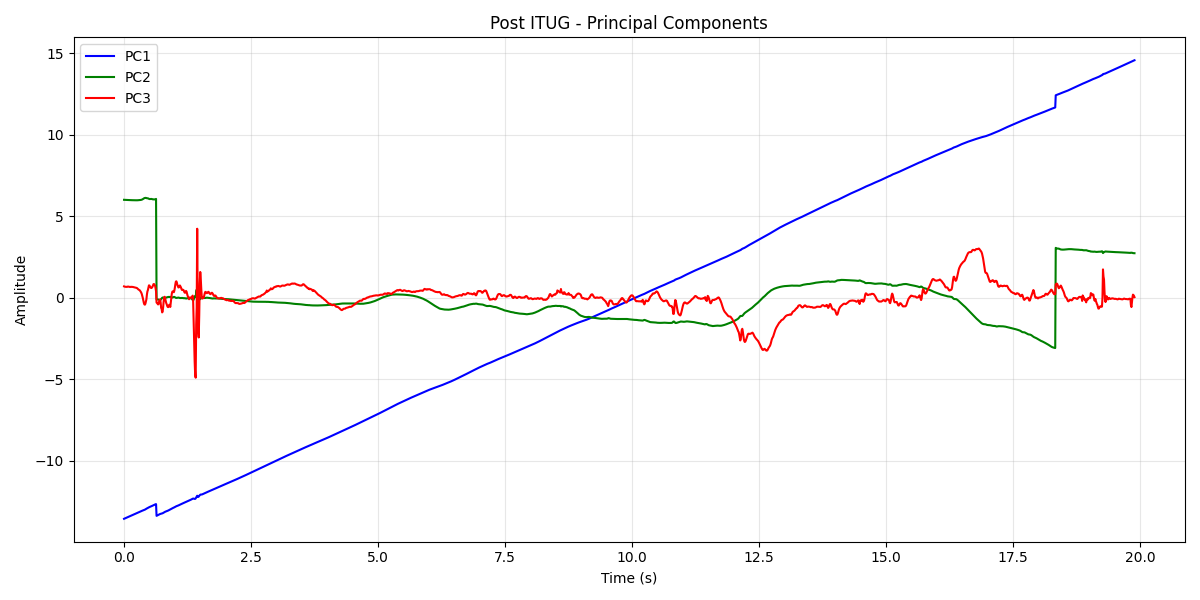 Post ITUG - Principal Components
PC1
PC2
PC3
Amplitude
15
10
5
0
−5
−10
0.0 2.5 5.0 7.5 10.0 12.5 15.0 17.5 20.0
Time (s)